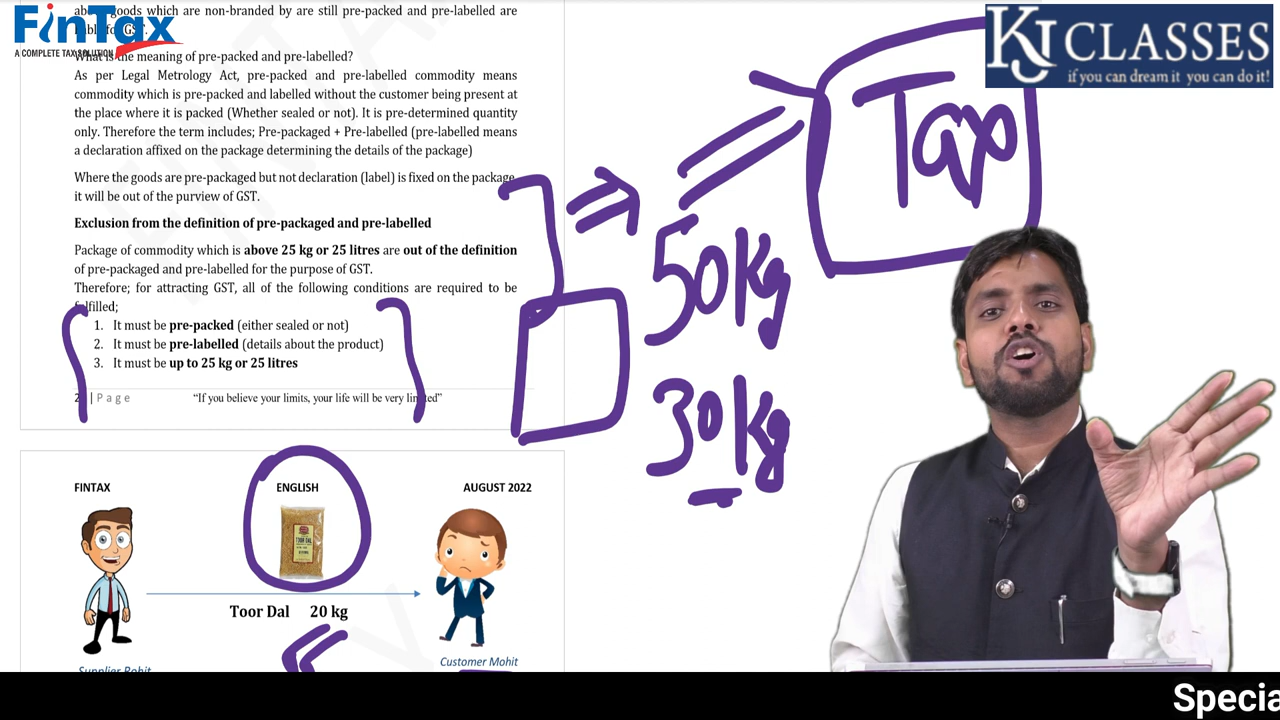 above goods which are non-branded by are still pre-packed and pre-labelled are
FinTax
A COMPLETE TAX SOLUTION
What is the meaning of pre-packed and pre-labelled?
As per Legal Metrology Act, pre-packed and pre-labelled commodity means
commodity which is pre-packed and labelled without the customer being present at
the place where it is packed (Whether sealed or not). It is pre-determined quantity
only. Therefore the term includes; Pre-packaged + Pre-labelled (pre-labelled means
a declaration affixed on the package determining the details of the package)
Where the goods are pre-packaged but not declaration (label) is fixed on the package,
it will be out of the purview of GST.
Exclusion from the definition of pre-packaged and pre-labelled
Package of commodity which is above 25 kg or 25 litres are out of the definition
of pre-packaged and pre-labelled for the purpose of GST.
Therefore; for attracting GST, all of the following conditions are required to be
fulfilled;
1. It must be pre-packed (either sealed or not)
2. It must be pre-labelled (details about the product)
3. It must be up to 25 kg or 25 litres
| Page
"If you believe your limits, your life will be very limited"
FINTAX
ENGLISH
AUGUST 2022
TOOR DAL
Toor Dal 20 kg
Supplier Rohit
Customer Mohit
Tax
50 Kg
30 Kg
KJ CLASSES
if you can dream it you can do it!
Specia